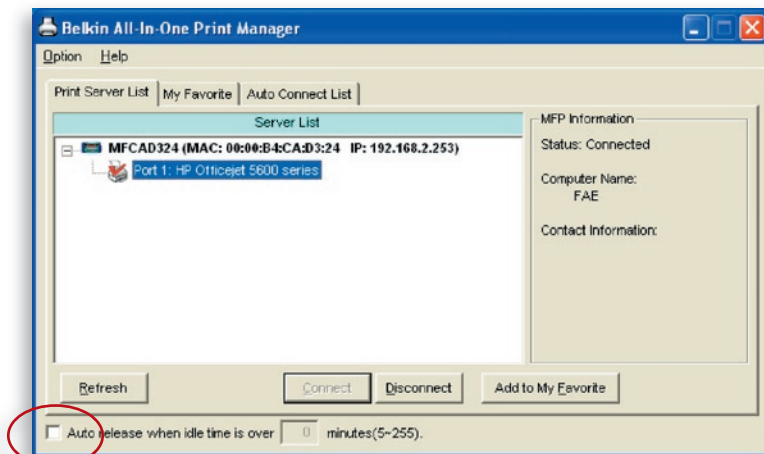 Belkin All-In-One Print Manager
Option Help
Print Server List My Favorite Auto Connect List
Server List
MFCAD324 (MAC: 00:00:B4:CA:D3:24 IP: 192.168.2.253)
Port 1: HP Officejet 5600 series
MFP Information
Status: Connected
Computer Name:
FAE
Contact Information:
Refresh Connect Disconnect Add to My Favorite
Auto release when idle time is over 0 minutes(5~255).